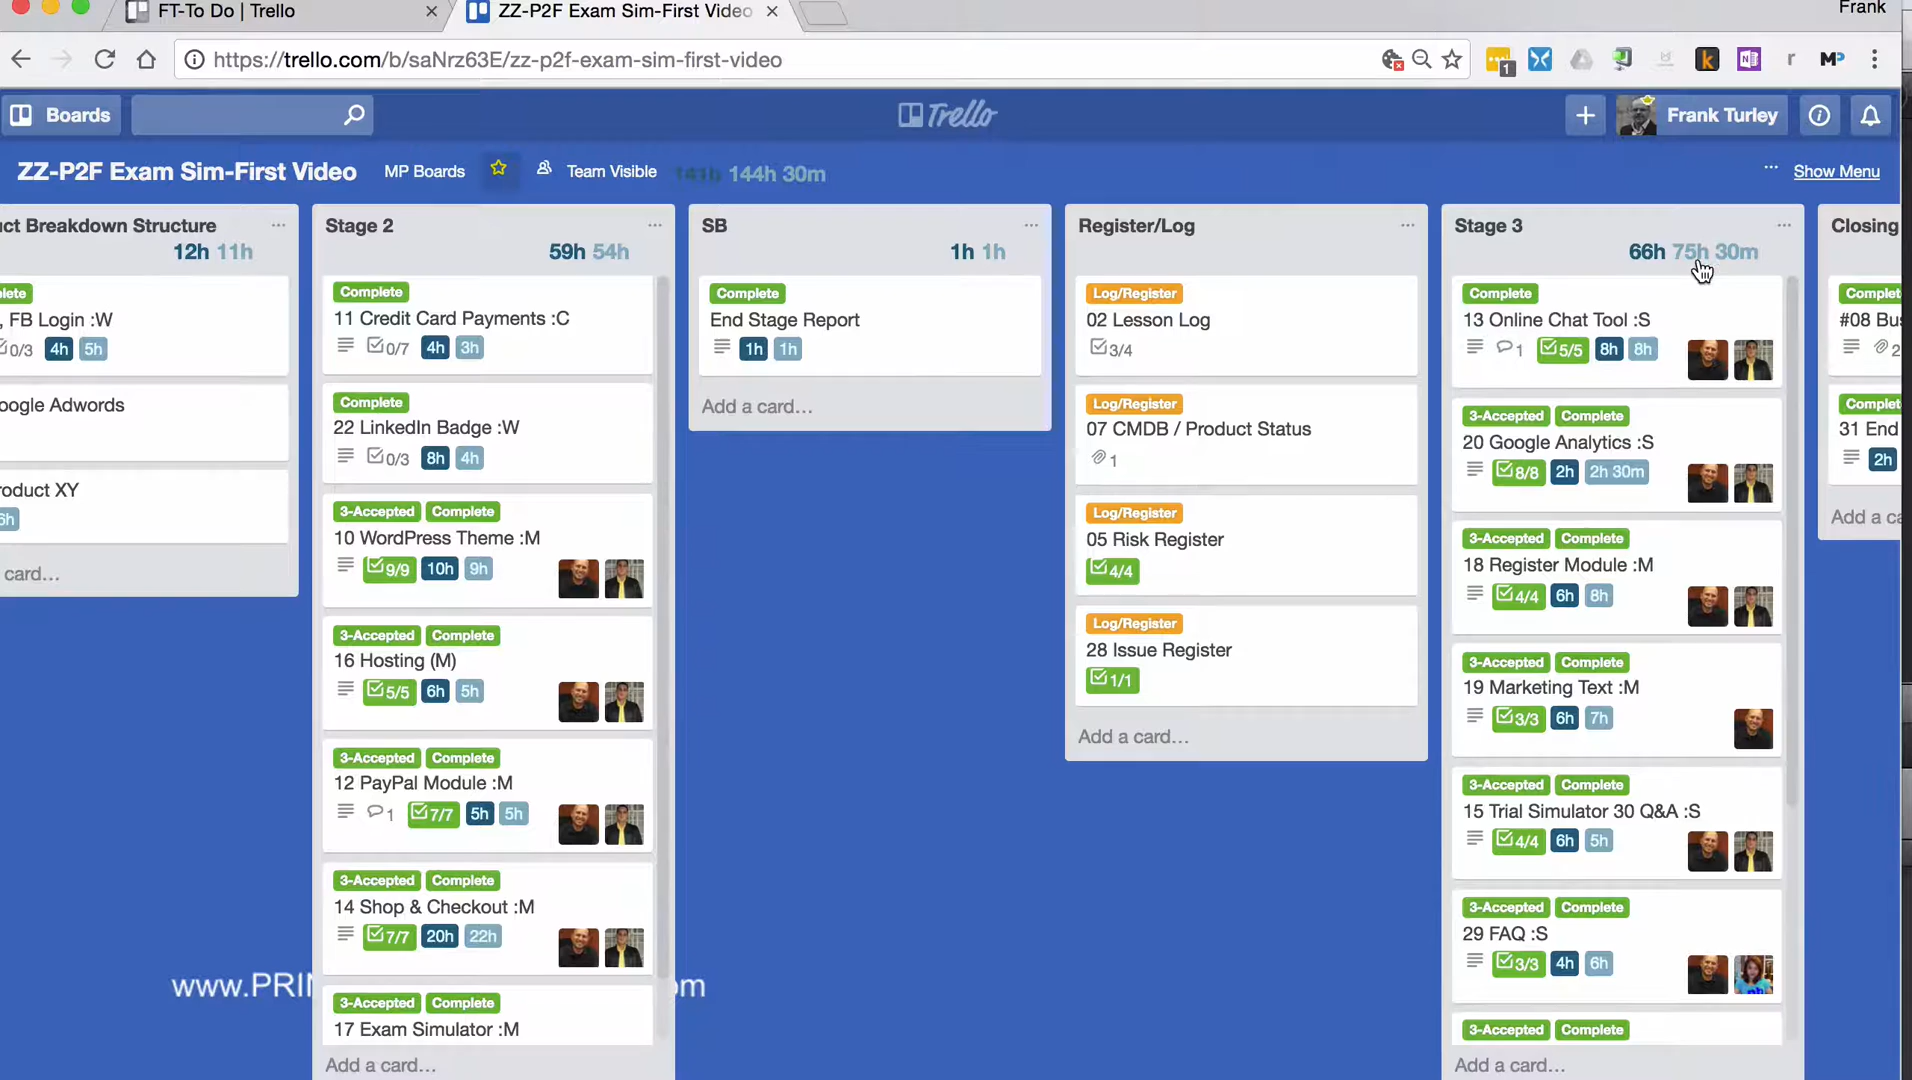 FT-To Do | Trello
ZZ-P2F Exam Sim-First Video
Frank
https://trello.com/b/saNrz63E/zz-p2f-exam-sim-first-video
1
r
MP
Boards
Trello
Frank Turley
ZZ-P2F Exam Sim-First Video
MP Boards
Team Visible
141h 144h 30m
Show Menu
uct Breakdown Structure
12h 11h
lete
, FB Login :W
0/3 4h 5h
oogle Adwords
roduct XY
6h
card…
Stage 2
59h 54h
Complete
11 Credit Card Payments :C
0/7 4h 3h
Complete
22 LinkedIn Badge :W
0/3 8h 4h
3-Accepted Complete
10 WordPress Theme :M
9/9 10h 9h
3-Accepted Complete
16 Hosting (M)
5/5 6h 5h
3-Accepted Complete
12 PayPal Module :M
1 7/7 5h 5h
3-Accepted Complete
14 Shop & Checkout :M
7/7 20h 22h
3-Accepted Complete
17 Exam Simulator :M
Add a card…
SB
1h 1h
Complete
End Stage Report
1h 1h
Add a card…
Register/Log
Log/Register
02 Lesson Log
3/4
Log/Register
07 CMDB / Product Status
1
Log/Register
05 Risk Register
4/4
Log/Register
28 Issue Register
1/1
Add a card…
Stage 3
66h 75h 30m
Complete
13 Online Chat Tool :S
1 5/5 8h 8h
3-Accepted Complete
20 Google Analytics :S
8/8 2h 2h 30m
3-Accepted Complete
18 Register Module :M
4/4 6h 8h
3-Accepted Complete
19 Marketing Text :M
3/3 6h 7h
3-Accepted Complete
15 Trial Simulator 30 Q&A :S
4/4 6h 5h
3-Accepted Complete
29 FAQ :S
3/3 4h 6h
3-Accepted Complete
Add a card…
Closing
Complet
#08 Bus
2
Complet
31 End
2h
Add a ca
www.PRIN
om